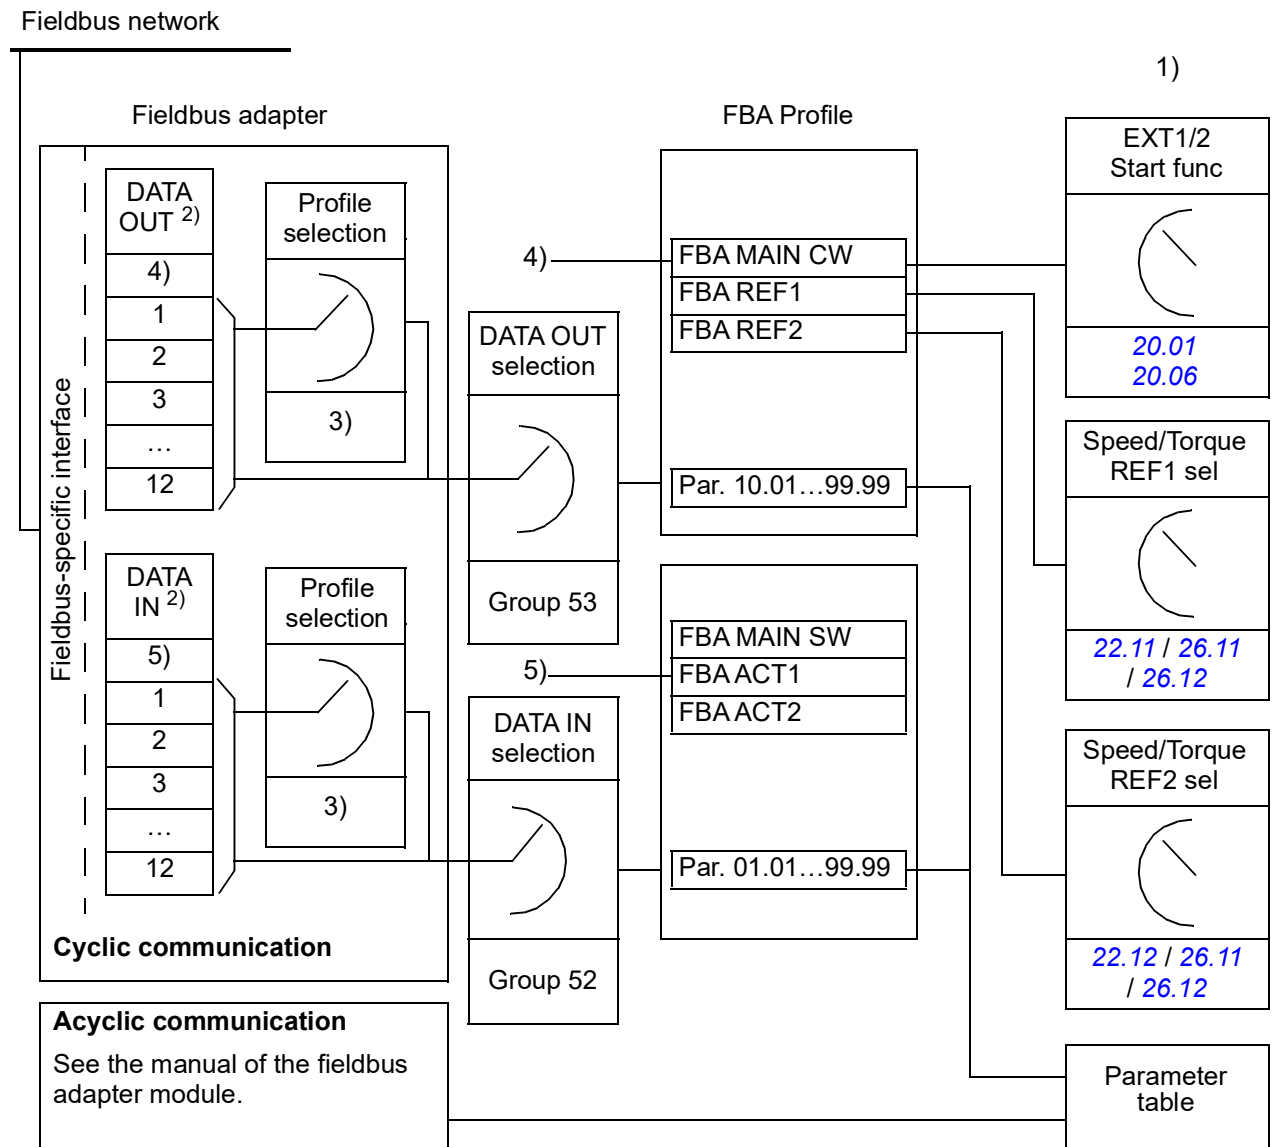 Fieldbus network
1)
Fieldbus adapter
FBA Profile
Fieldbus-specific interface
DATA
OUT 2)
4)
1
2
3
…
12
Profile
selection
3)
DATA
IN 2)
5)
1
2
3
…
12
Profile
selection
3)
Cyclic communication
DATA OUT
selection
Group 53
DATA IN
selection
Group 52
4)
FBA MAIN CW
FBA REF1
FBA REF2
Par. 10.01…99.99
5)
FBA MAIN SW
FBA ACT1
FBA ACT2
Par. 01.01…99.99
EXT1/2
Start func
20.01
20.06
Speed/Torque
REF1 sel
22.11 / 26.11
/ 26.12
Speed/Torque
REF2 sel
22.12 / 26.11
/ 26.12
Acyclic communication
See the manual of the fieldbus
adapter module.
Parameter
table